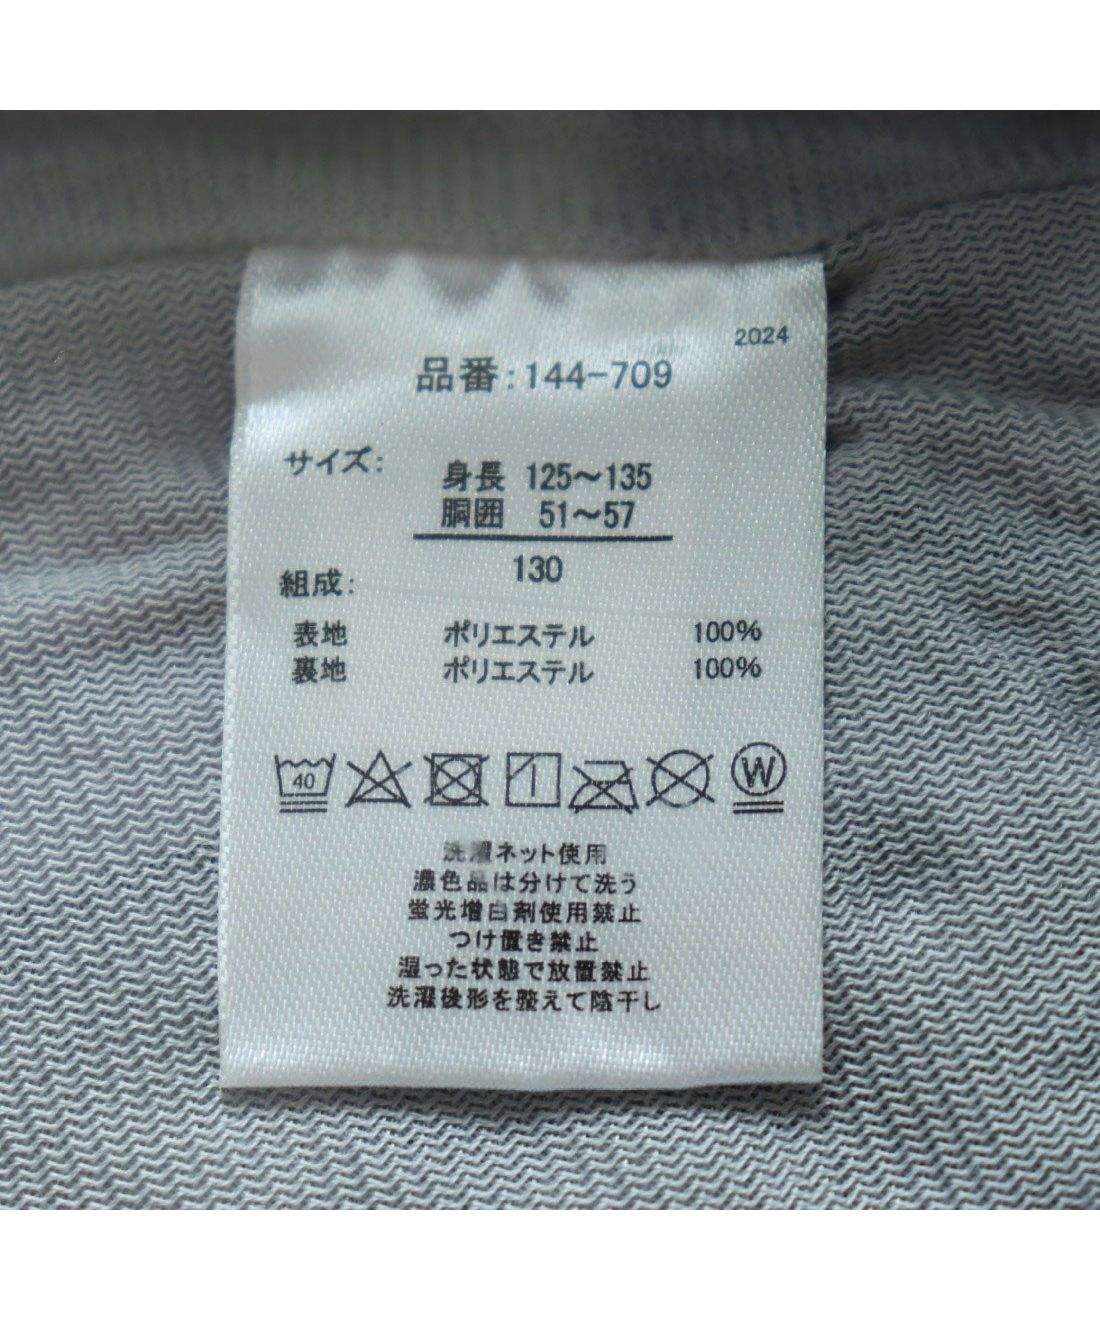 2024
品番:144-709
サイズ:
身長 125～135
胴囲 51～57
130
組成:
表地 ポリエステル 100%
裏地 ポリエステル 100%
40 W
洗濯ネット使用
濃色品は分けて洗う
蛍光増白剤使用禁止
つけ置き禁止
湿った状態で放置禁止
洗濯後形を整えて陰干し